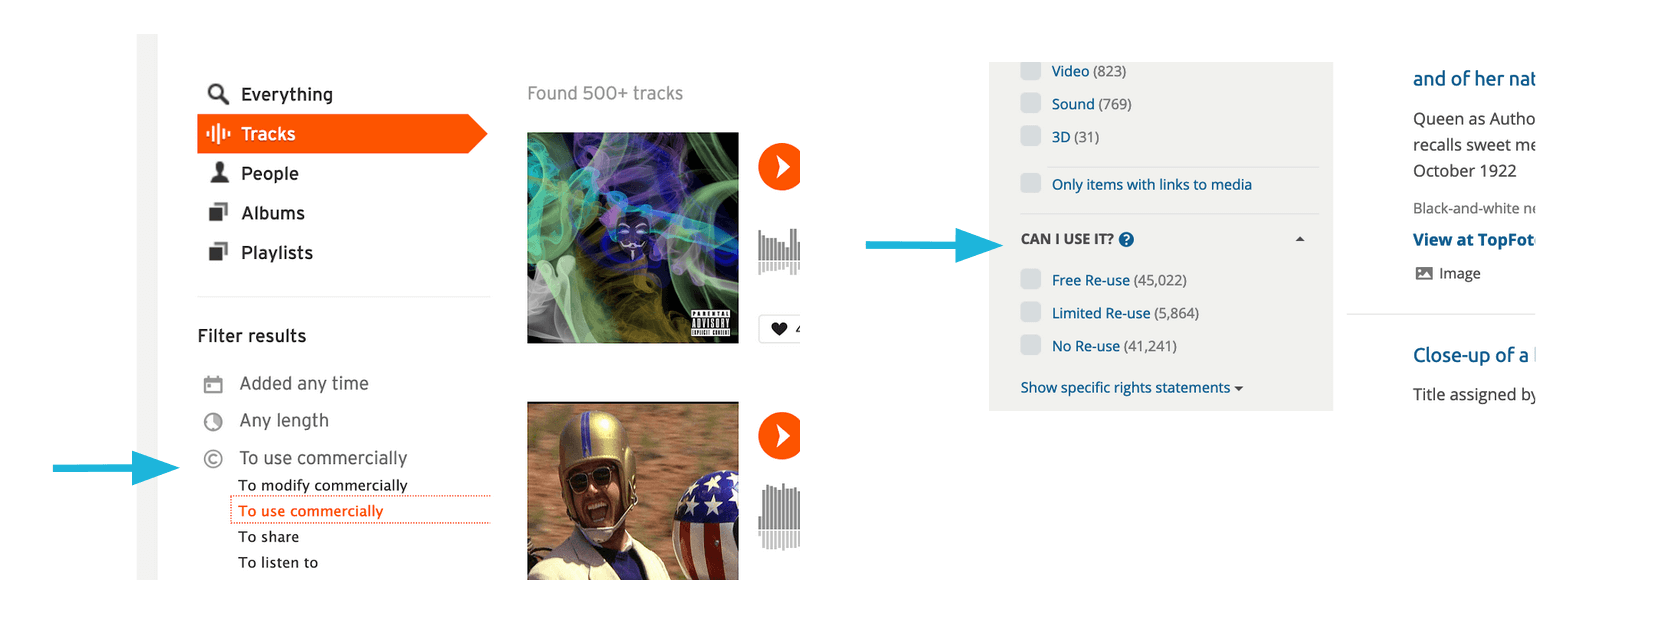 Everything
Tracks
People
Albums
Playlists
Filter results
Added any time
Any length
To use commercially
To modify commercially
To use commercially
To share
To listen to
Found 500+ tracks
PARENTAL
ADVISORY
EXPLICIT CONTENT
4
Video (823)
Sound (769)
3D (31)
Only items with links to media
CAN I USE IT? ?
Free Re-use (45,022)
Limited Re-use (5,864)
No Re-use (41,241)
Show specific rights statements
and of her nat
Queen as Autho
recalls sweet me
October 1922
Black-and-white ne
View at TopFot
Image
Close-up of a
Title assigned by